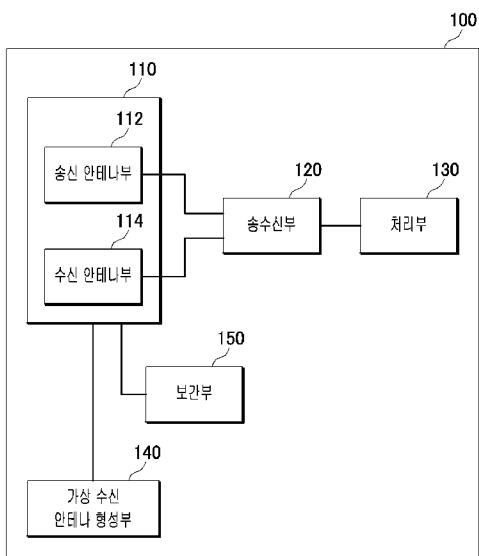 100
110
112
송신 안테나부
114
수신 안테나부
120
송수신부
130
처리부
150
보간부
140
가상 수신
안테나 형성부